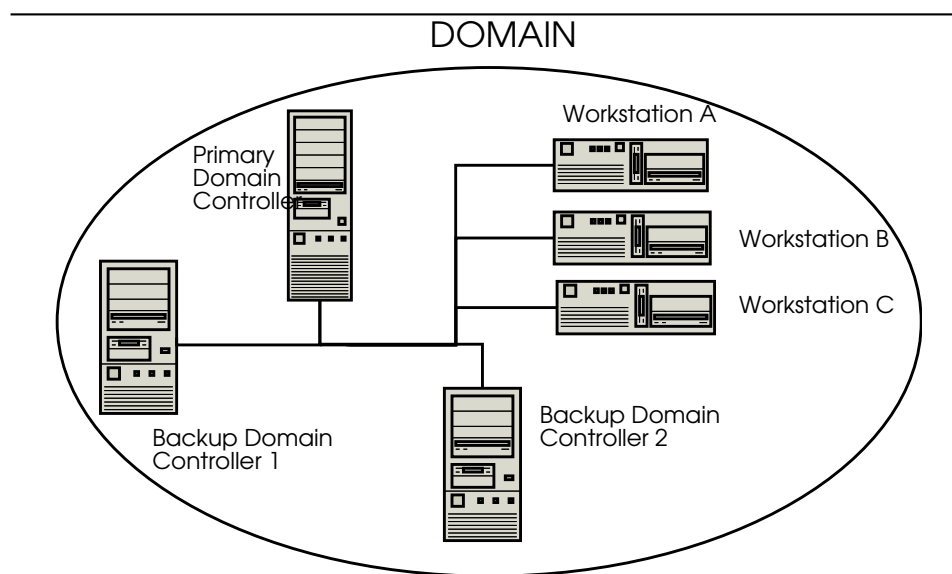 DOMAIN
Workstation A
Primary
Domain
Controller
Workstation B
Workstation C
Backup Domain
Controller 2
Backup Domain
Controller 1